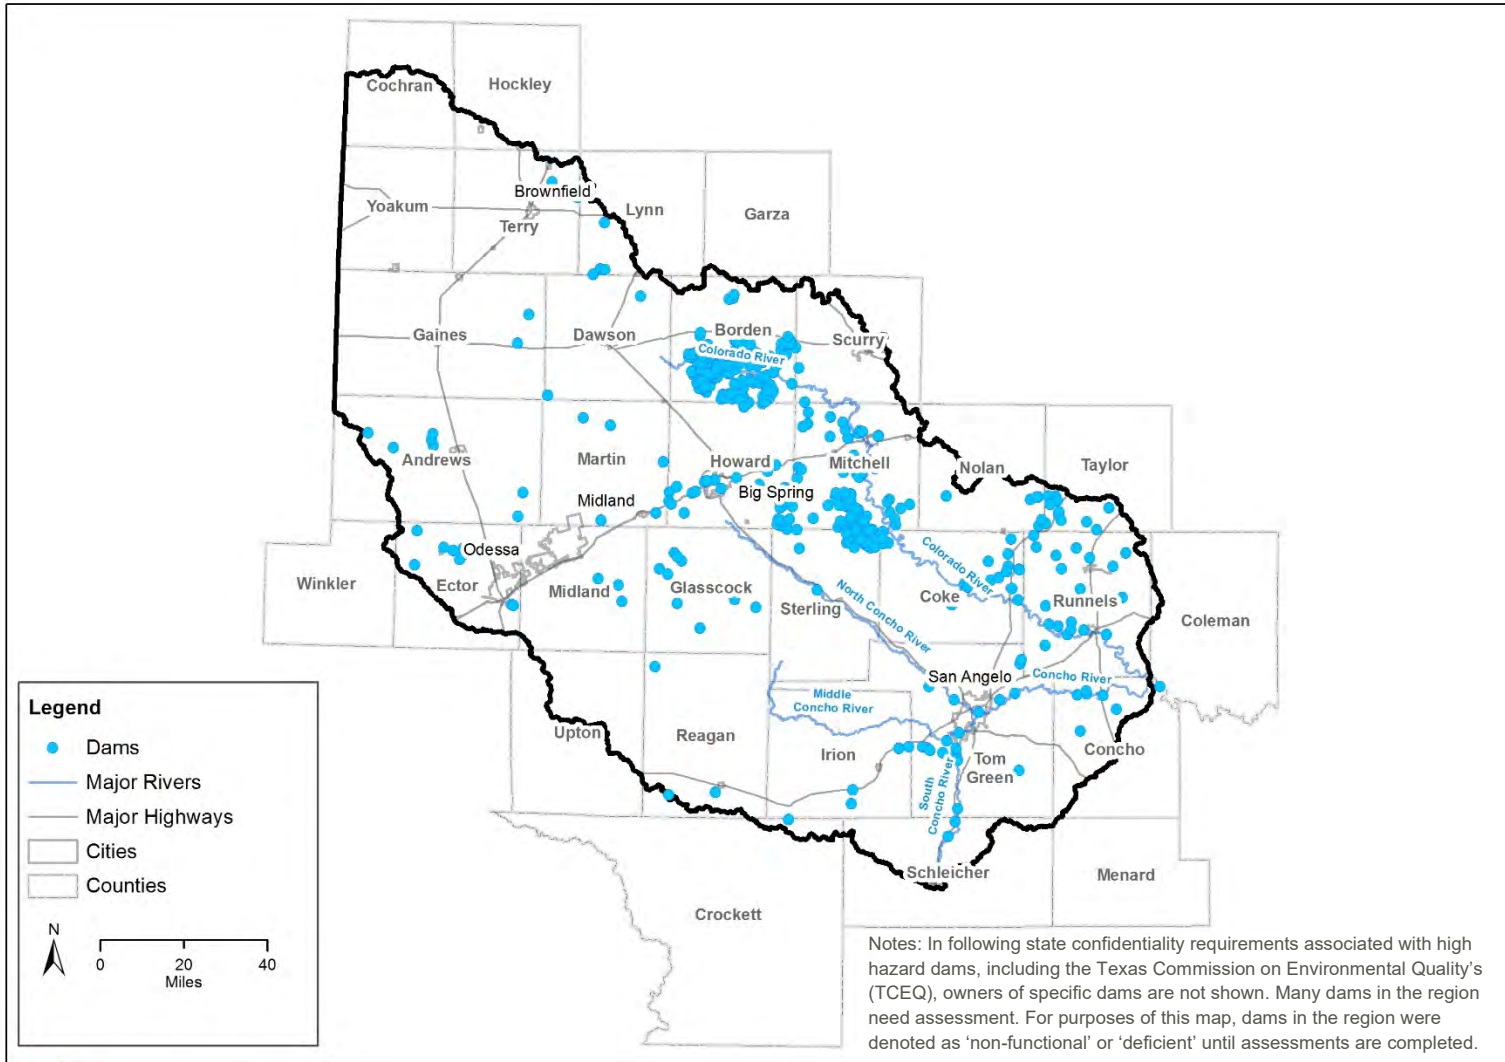 Cochran
Hockley
Brownfield
Yoakum
Terry
Lynn
Garza
Gaines
Dawson
Borden
Scurry
Colorado River
Andrews
Martin
Howard
Mitchell
Nolan
Taylor
Midland
Big Spring
Odessa
Winkler
Ector
Midland
Glasscock
Sterling
North Concho River
Colorado River
Coke
Runnels
Coleman
San Angelo
Concho River
Middle
Concho River
Upton
Reagan
Irion
Tom
Green
Concho
South
Concho River
Schleicher
Menard
Crockett
Legend
Dams
Major Rivers
Major Highways
Cities
Counties
N
0 20 40
Miles
Notes: In following state confidentiality requirements associated with high
hazard dams, including the Texas Commission on Environmental Quality’s
(TCEQ), owners of specific dams are not shown. Many dams in the region
need assessment. For purposes of this map, dams in the region were
denoted as ‘non-functional’ or ‘deficient’ until assessments are completed.